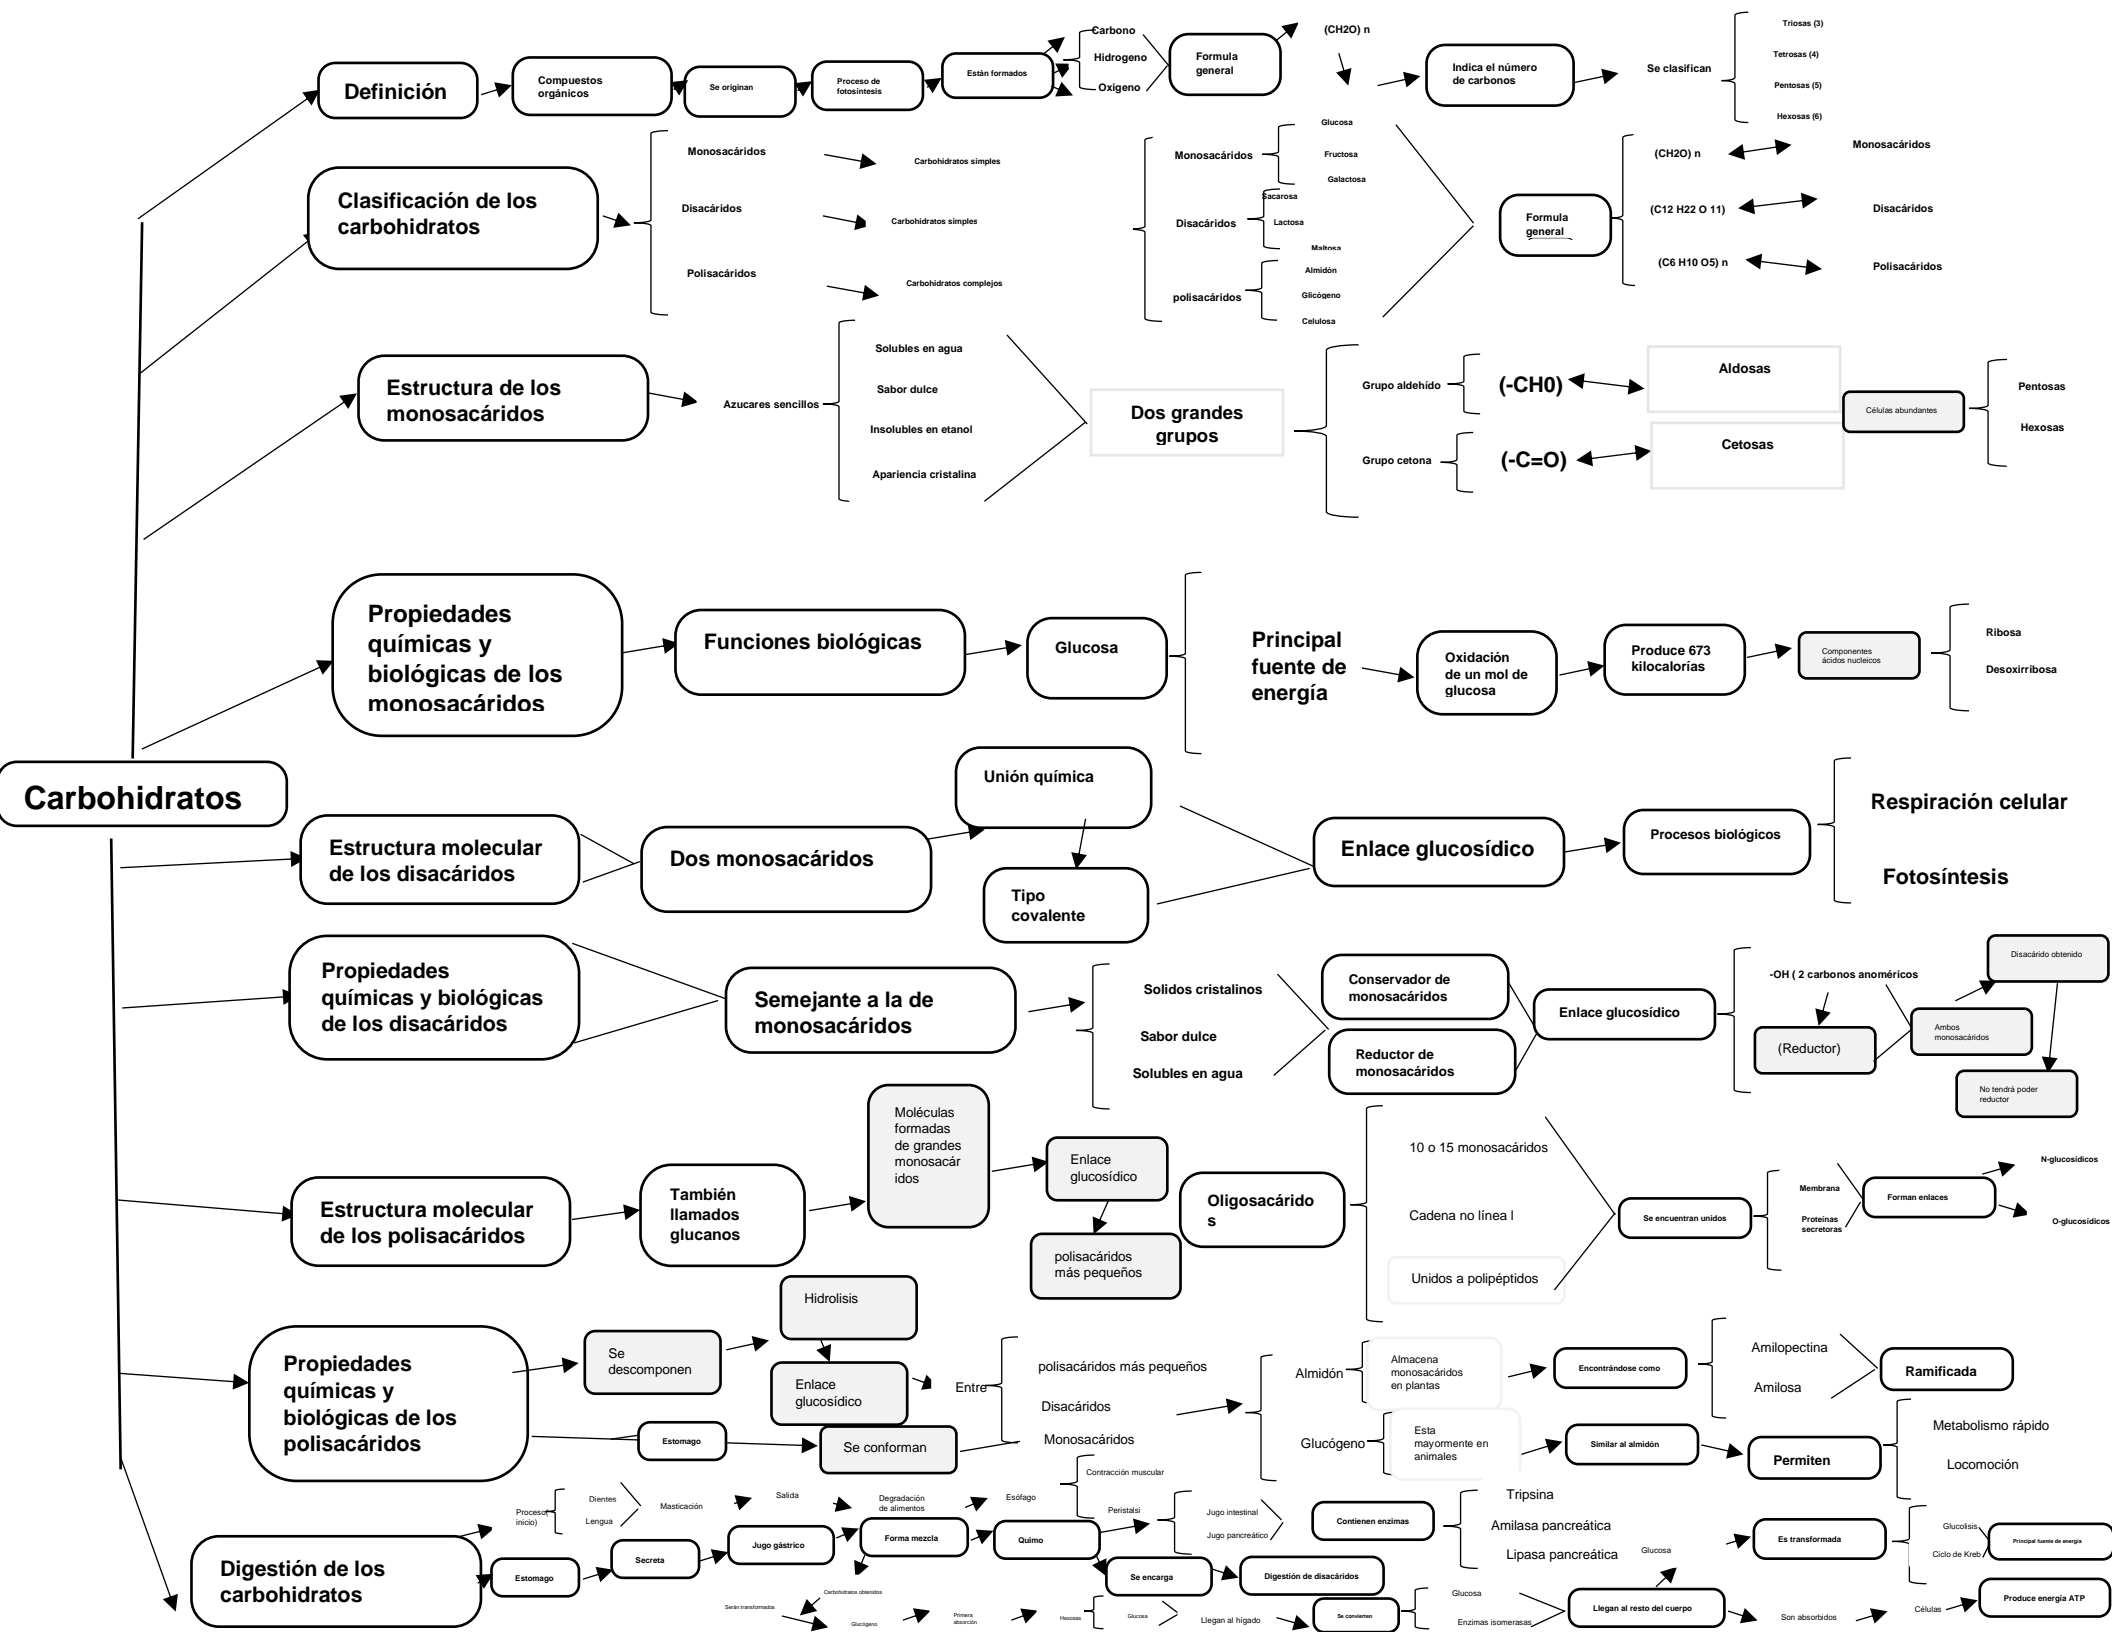 Carbohidratos
Definición
Compuestos
orgánicos
Se originan
Proceso de
fotosíntesis
Están formados
Carbono
Hidrogeno
Oxigeno
Formula
general
(CH2O) n
Indica el número
de carbonos
Se clasifican
Triosas (3)
Tetrosas (4)
Pentosas (5)
Hexosas (6)
Clasificación de los
carbohidratos
Monosacáridos
Carbohidratos simples
Disacáridos
Carbohidratos simples
Polisacáridos
Carbohidratos complejos
Monosacáridos
Glucosa
Fructosa
Galactosa
Disacáridos
Sacarosa
Lactosa
Maltosa
polisacáridos
Almidón
Glicógeno
Celulosa
Formula
general
(CH2O) n
Monosacáridos
(C12 H22 O 11)
Disacáridos
(C6 H10 O5) n
Polisacáridos
Estructura de los
monosacáridos
Azucares sencillos
Solubles en agua
Sabor dulce
Insolubles en etanol
Apariencia cristalina
Dos grandes
grupos
Grupo aldehído
(-CH0)
Aldosas
Grupo cetona
(-C=O)
Cetosas
Células abundantes
Pentosas
Hexosas
Propiedades
químicas y
biológicas de los
monosacáridos
Funciones biológicas
Glucosa
Principal
fuente de
energía
Oxidación
de un mol de
glucosa
Produce 673
kilocalorías
Componentes
ácidos nucleicos
Ribosa
Desoxirribosa
Estructura molecular
de los disacáridos
Dos monosacáridos
Unión química
Tipo
covalente
Enlace glucosídico
Procesos biológicos
Respiración celular
Fotosíntesis
Propiedades
químicas y biológicas
de los disacáridos
Semejante a la de
monosacáridos
Solidos cristalinos
Sabor dulce
Solubles en agua
Conservador de
monosacáridos
Reductor de
monosacáridos
Enlace glucosídico
-OH ( 2 carbonos anoméricos
(Reductor)
Ambos
monosacáridos
Disacárido obtenido
No tendrá poder
reductor
Estructura molecular
de los polisacáridos
También
llamados
glucanos
Moléculas
formadas
de grandes
monosacár
idos
Enlace
glucosídico
polisacáridos
más pequeños
Oligosacárido
s
10 o 15 monosacáridos
Cadena no línea l
Unidos a polipéptidos
Se encuentran unidos
Membrana
Proteínas
secretoras
Forman enlaces
N-glucosídicos
O-glucosídicos
Propiedades
químicas y
biológicas de los
polisacáridos
Se
descomponen
Hidrolisis
Enlace
glucosídico
Estomago
Se conforman
Entre
polisacáridos más pequeños
Disacáridos
Monosacáridos
Almidón
Almacena
monosacáridos
en plantas
Encontrándose como
Amilopectina
Amilosa
Ramificada
Glucógeno
Esta
mayormente en
animales
Similar al almidón
Permiten
Metabolismo rápido
Locomoción
Digestión de los
carbohidratos
Proceso(
inicio)
Dientes
Lengua
Masticación
Salida
Degradación
de alimentos
Esófago
Contracción muscular
Peristalsi
Estomago
Secreta
Jugo gástrico
Forma mezcla
Quimo
Jugo intestinal
Jugo pancreático
Contienen enzimas
Tripsina
Amilasa pancreática
Lipasa pancreática
Se encarga
Digestión de disacáridos
Carbohidratos obtenidos
Serán transformados
Glucógeno
Primera
absorción
Hexosas
Glucosa
Llegan al hígado
Se convierten
Glucosa
Enzimas isomerasas
Llegan al resto del cuerpo
Glucosa
Es transformada
Glucolisis
Ciclo de Kreb
Principal fuente de energía
Son absorbidos
Células
Produce energía ATP